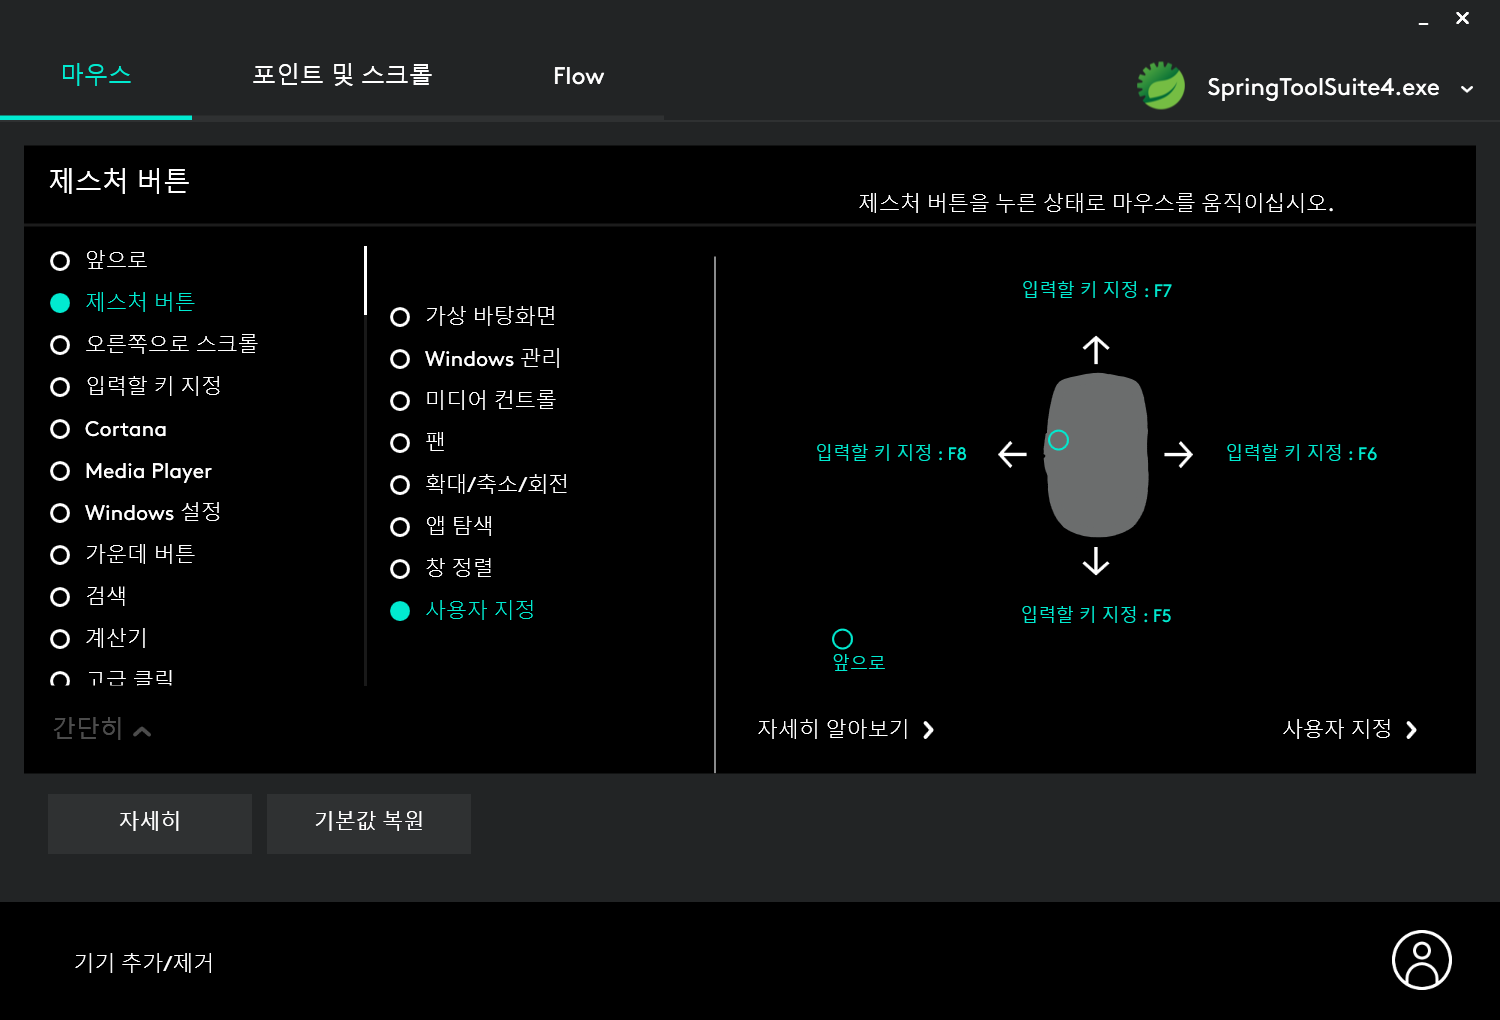 마우스
포인트 및 스크롤
Flow
SpringToolSuite4.exe
제스처 버튼
제스처 버튼을 누른 상태로 마우스를 움직이십시오.
앞으로
제스처 버튼
오른쪽으로 스크롤
입력할 키 지정
Cortana
Media Player
Windows 설정
가운데 버튼
검색
계산기
고급 클릭
간단히
가상 바탕화면
Windows 관리
미디어 컨트롤
팬
확대/축소/회전
앱 탐색
창 정렬
사용자 지정
입력할 키 지정 : F7
입력할 키 지정 : F8
입력할 키 지정 : F6
입력할 키 지정 : F5
앞으로
자세히 알아보기
사용자 지정
자세히
기본값 복원
기기 추가/제거